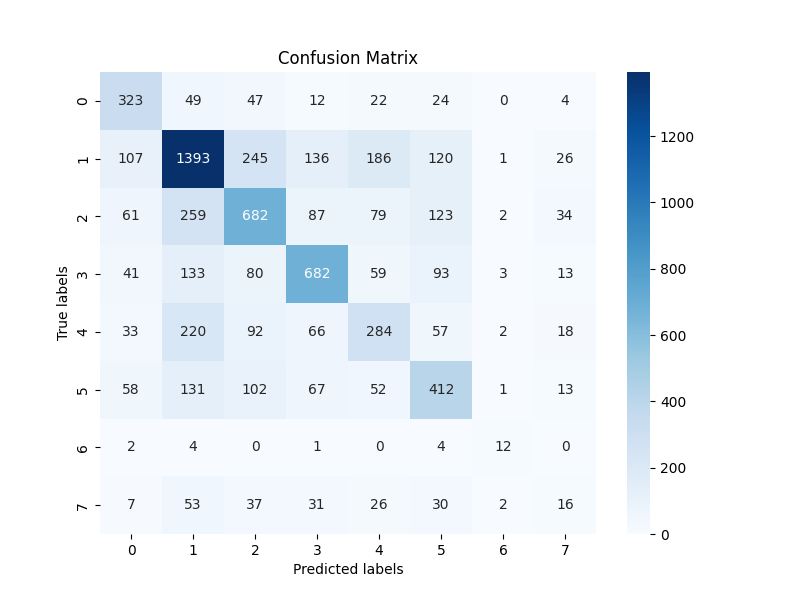 Confusion Matrix
0 323 49 47 12 22 24 0 4
1 107 1393 245 136 186 120 1 26
2 61 259 682 87 79 123 2 34
3 41 133 80 682 59 93 3 13
4 33 220 92 66 284 57 2 18
5 58 131 102 67 52 412 1 13
6 2 4 0 1 0 4 12 0
7 7 53 37 31 26 30 2 16
0 1 2 3 4 5 6 7
Predicted labels
True labels
1200
1000
800
600
400
200
0